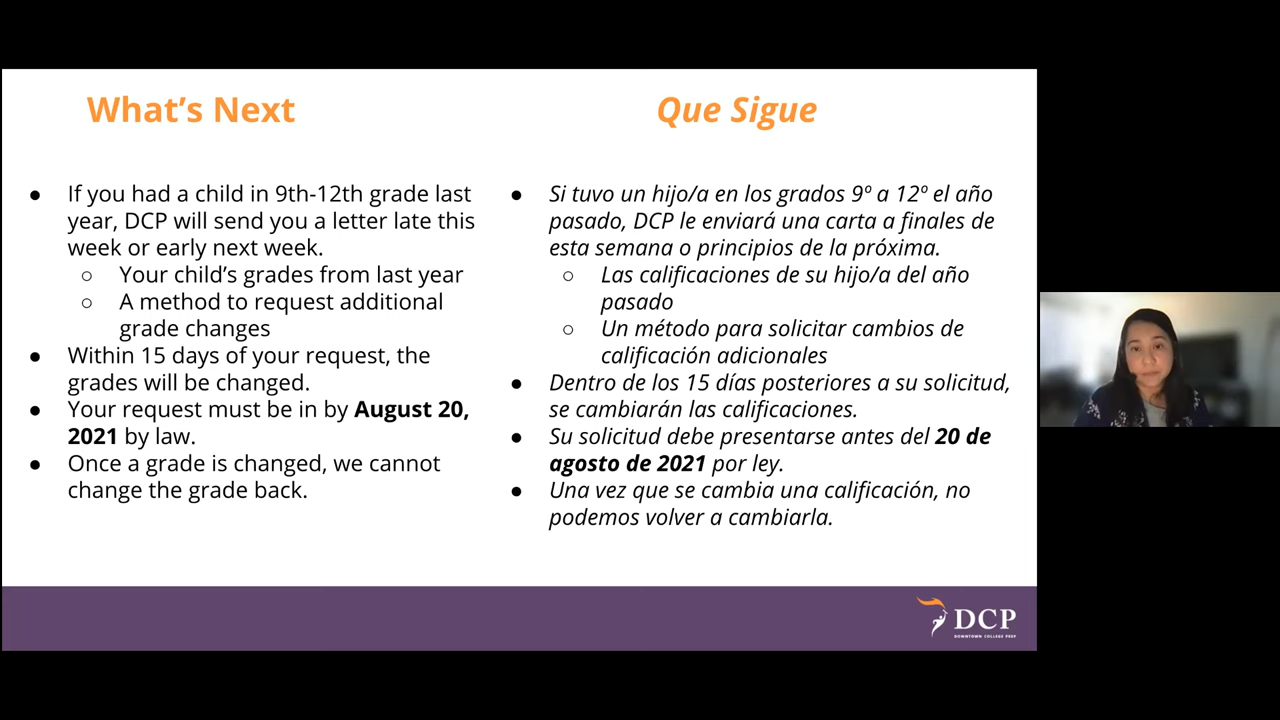 What's Next
If you had a child in 9th-12th grade last
year, DCP will send you a letter late this
week or early next week.
Your child's grades from last year
A method to request additional
grade changes
Within 15 days of your request, the
grades will be changed.
Your request must be in by August 20,
2021 by law.
Once a grade is changed, we cannot
change the grade back.
Que Sigue
Si tuvo un hijo/a en los grados 9º a 12º el año
pasado, DCP le enviará una carta a finales de
esta semana o principios de la próxima.
Las calificaciones de su hijo/a del año
pasado
Un método para solicitar cambios de
calificación adicionales
Dentro de los 15 días posteriores a su solicitud,
se cambiarán las calificaciones.
Su solicitud debe presentarse antes del 20 de
agosto de 2021 por ley.
Una vez que se cambia una calificación, no
podemos volver a cambiarla.
DCP
DOWNTOWN COLLEGE PREP